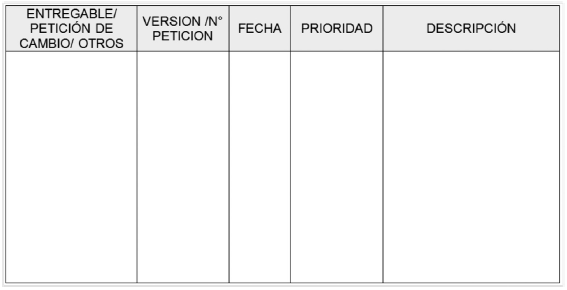 ENTREGABLE/
PETICIÓN DE
CAMBIO/ OTROS
VERSION /N°
PETICION
FECHA
PRIORIDAD
DESCRIPCIÓN